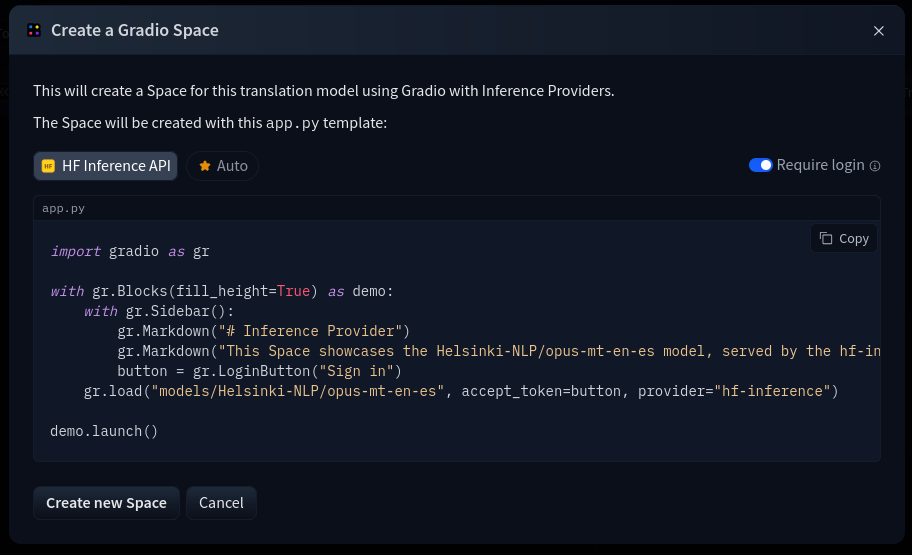 Create a Gradio Space
This will create a Space for this translation model using Gradio with Inference Providers.
The Space will be created with this app.py template:
HF HF Inference API
Auto
Require login
app.py
Copy
import gradio as gr
with gr.Blocks(fill_height=True) as demo:
    with gr.Sidebar():
        gr.Markdown("# Inference Provider")
        gr.Markdown("This Space showcases the Helsinki-NLP/opus-mt-en-es model, served by the hf-in
        button = gr.LoginButton("Sign in")
    gr.load("models/Helsinki-NLP/opus-mt-en-es", accept_token=button, provider="hf-inference")
demo.launch()
Create new Space
Cancel